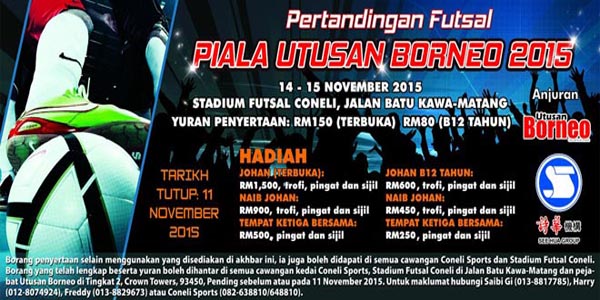 Pertandingan Futsal
PIALA UTUSAN BORNEO 2015
14 - 15 NOVEMBER 2015
STADIUM FUTSAL CONELI, JALAN BATU KAWA-MATANG
YURAN PENYERTAAN: RM150 (TERBUKA) RM80 (B12 TAHUN)
Anjuran
Utusan
Borneo
詩華機構
SEE HUA GROUP
TARIKH
TUTUP: 11
NOVEMBER
2015
HADIAH
JOHAN (TERBUKA):
RM1,500, trofi, pingat dan sijil
NAIB JOHAN:
RM900, trofi, pingat dan sijil
TEMPAT KETIGA BERSAMA:
RM500, pingat dan sijil
JOHAN B12 TAHUN:
RM600, trofi, pingat dan sijil
NAIB JOHAN:
RM450, trofi, pingat dan sijil
TEMPAT KETIGA BERSAMA:
RM250, pingat dan sijil
Borang penyertaan selain menggunakan yang disediakan di akhbar ini, ia juga boleh didapati di semua cawangan Coneli Sports dan Stadium Futsal Coneli.
Borang yang telah lengkap beserta yuran boleh dihantar di semua cawangan kedai Coneli Sports, Stadium Futsal Coneli di Jalan Batu Kawa-Matang dan peja-
bat Utusan Borneo di Tingkat 2, Crown Towers, 93450, Pending sebelum atau pada 11 November 2015. Untuk maklumat hubungi Saibi Gi (013-8817785), Harry
(012-8074924), Freddy (013-8829673) atau Coneli Sports (082-638810/648810).